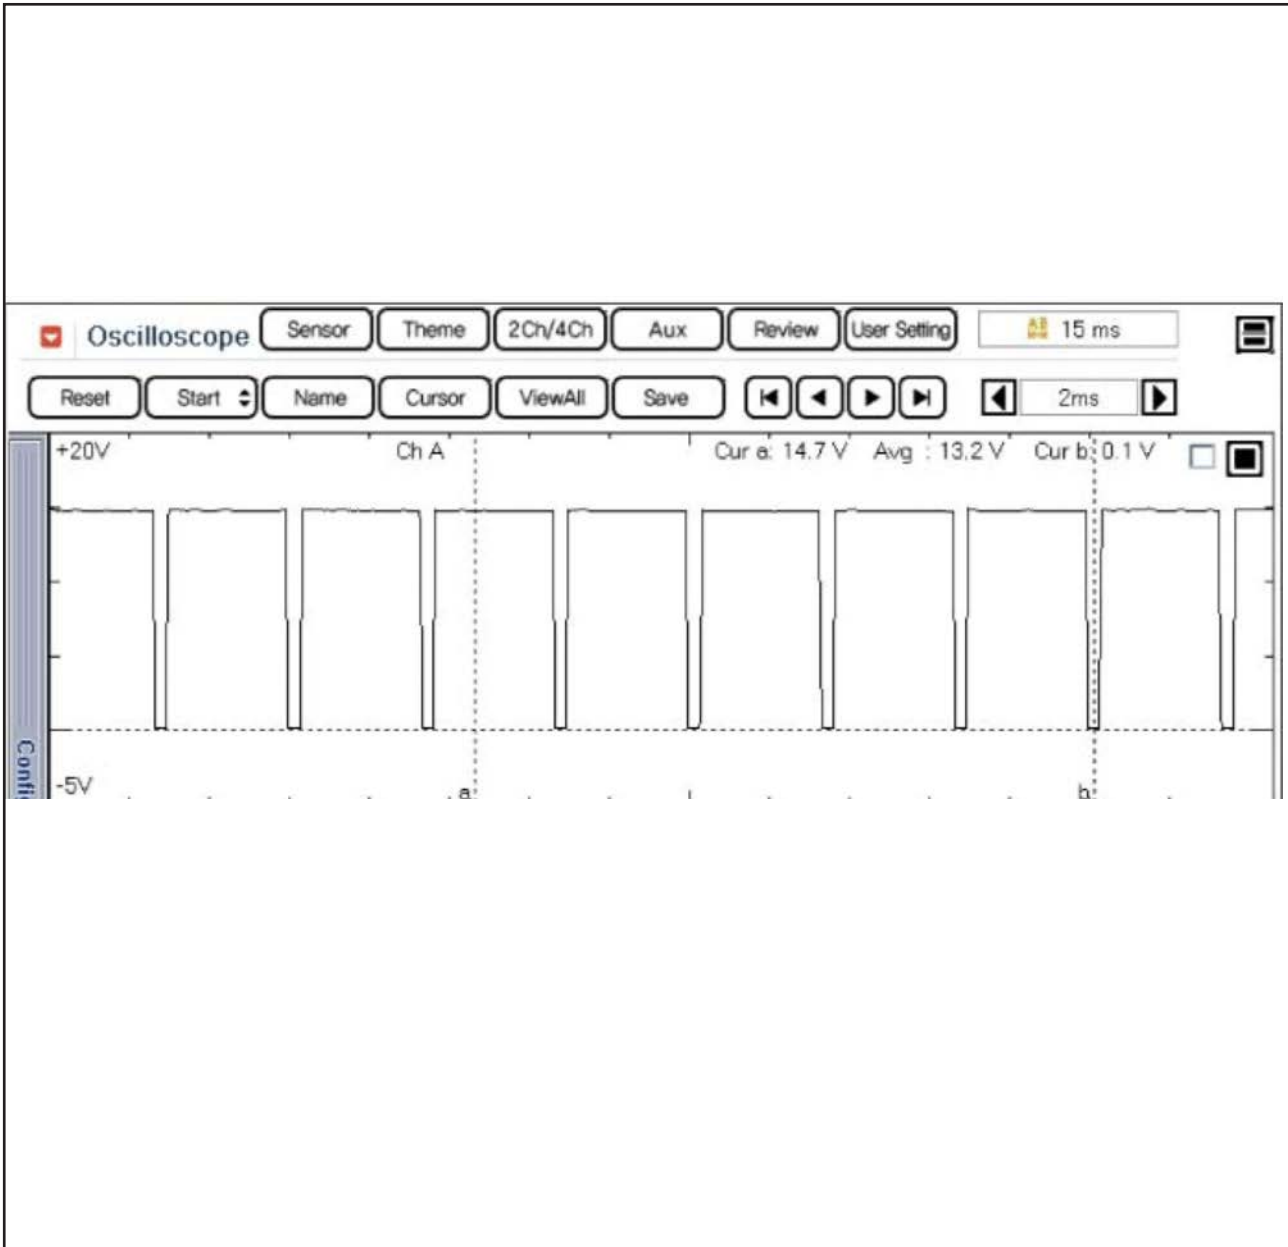 Oscilloscope Sensor Theme 2Ch/4Ch Aux Review User Setting AB 15 ms
Reset Start Name Cursor ViewAll Save 2ms
+20V Ch A Cur a: 14.7 V Avg : 13.2 V Cur b: 0.1 V
-5V a b